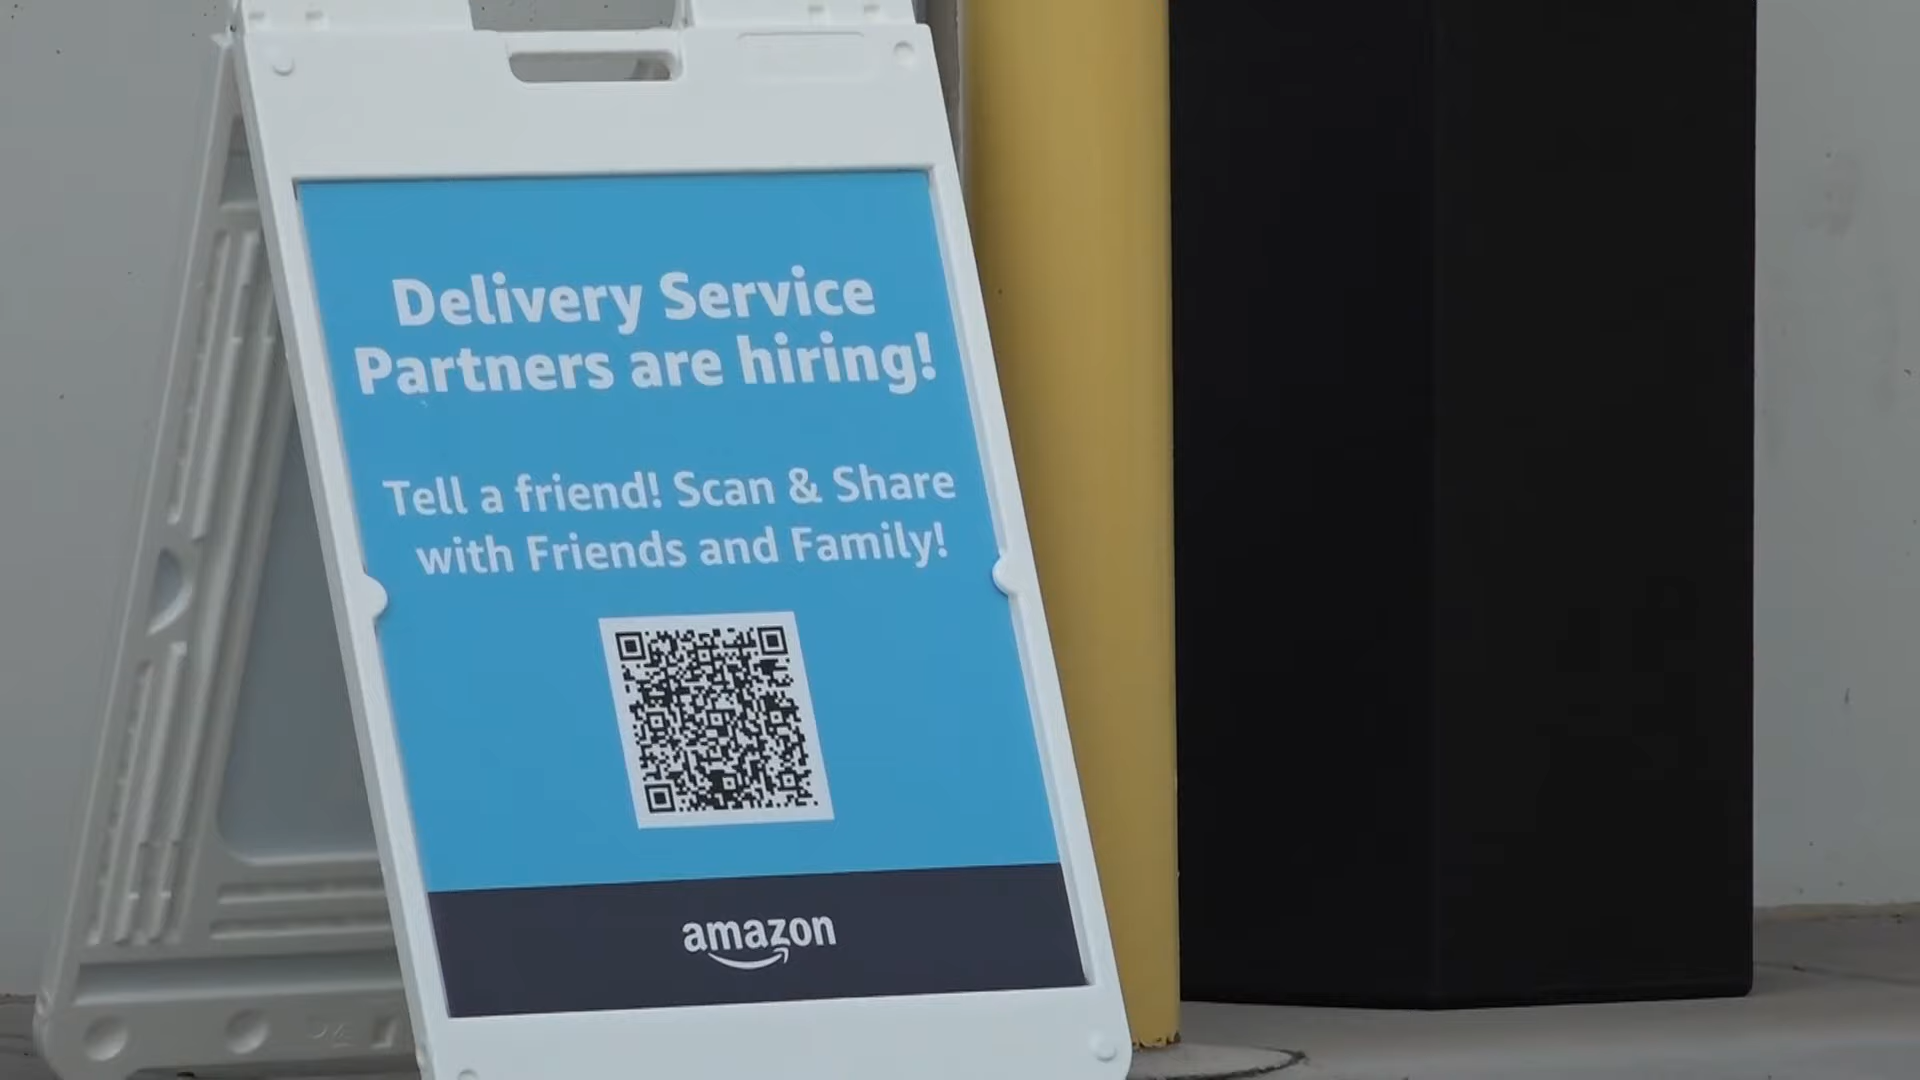 Delivery Service
Partners are hiring!
Tell a friend! Scan & Share
with Friends and Family!
amazon